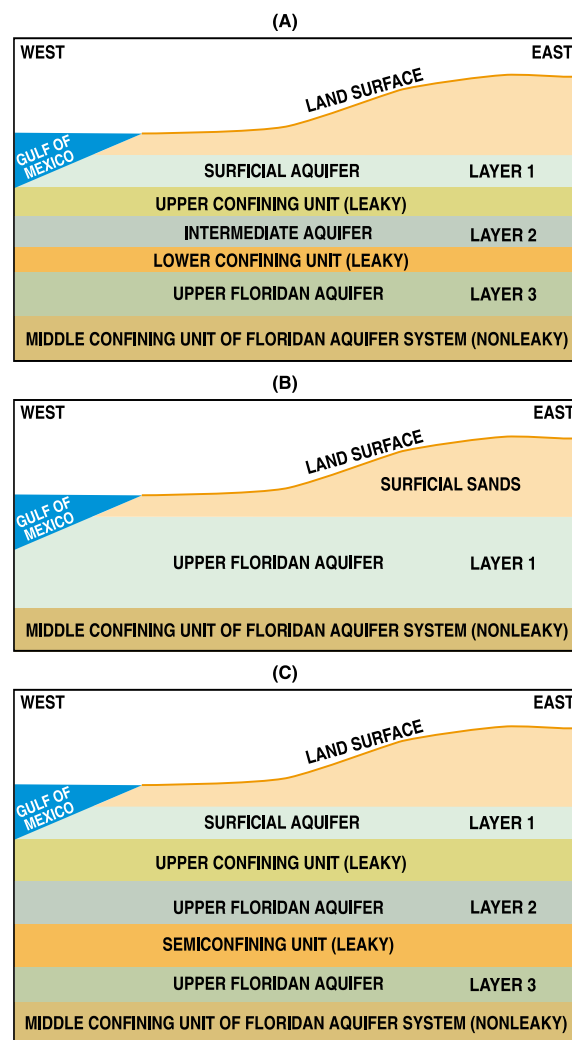 (A)
WEST EAST
LAND SURFACE
GULF OF
MEXICO
SURFICIAL AQUIFER LAYER 1
UPPER CONFINING UNIT (LEAKY)
INTERMEDIATE AQUIFER LAYER 2
LOWER CONFINING UNIT (LEAKY)
UPPER FLORIDAN AQUIFER LAYER 3
MIDDLE CONFINING UNIT OF FLORIDAN AQUIFER SYSTEM (NONLEAKY)
(B)
WEST EAST
LAND SURFACE
SURFICIAL SANDS
GULF OF
MEXICO
UPPER FLORIDAN AQUIFER LAYER 1
MIDDLE CONFINING UNIT OF FLORIDAN AQUIFER SYSTEM (NONLEAKY)
(C)
WEST EAST
LAND SURFACE
GULF OF
MEXICO
SURFICIAL AQUIFER LAYER 1
UPPER CONFINING UNIT (LEAKY)
UPPER FLORIDAN AQUIFER LAYER 2
SEMICONFINING UNIT (LEAKY)
UPPER FLORIDAN AQUIFER LAYER 3
MIDDLE CONFINING UNIT OF FLORIDAN AQUIFER SYSTEM (NONLEAKY)